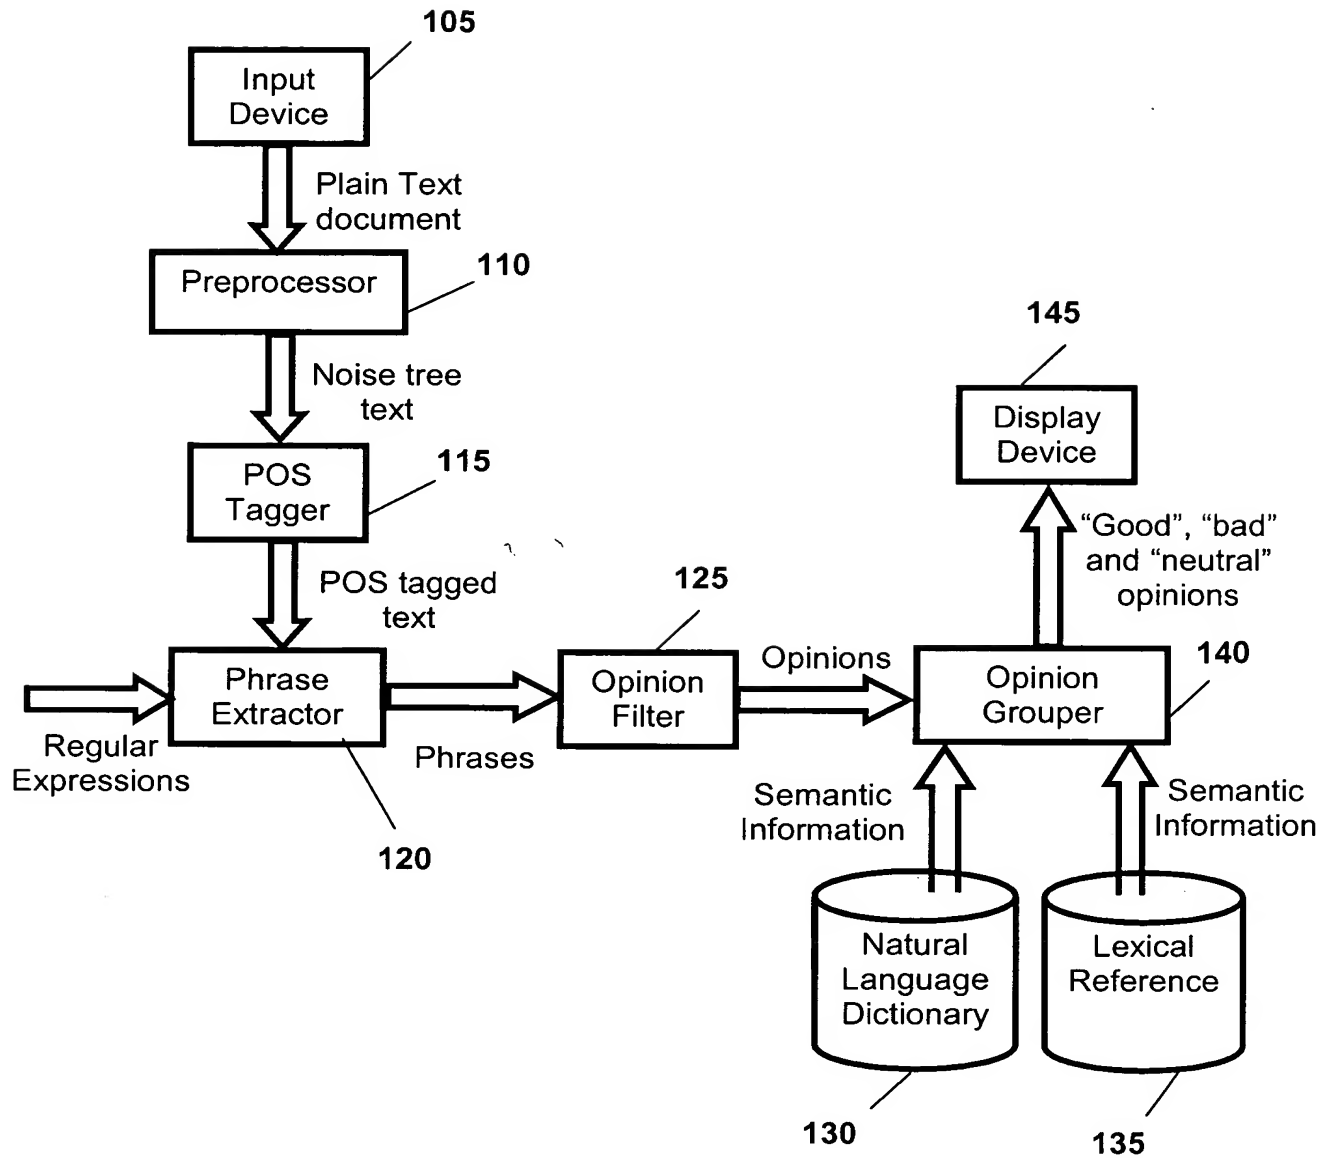 105
Input
Device
Plain Text
document
Preprocessor
110
Noise tree
text
POS
Tagger
115
POS tagged
text
Phrase
Extractor
Regular
Expressions
120
Phrases
125
Opinion
Filter
Opinions
Opinion
Grouper
140
145
Display
Device
“Good”, “bad”
and “neutral”
opinions
Semantic
Information
Semantic
Information
Natural
Language
Dictionary
130
Lexical
Reference
135